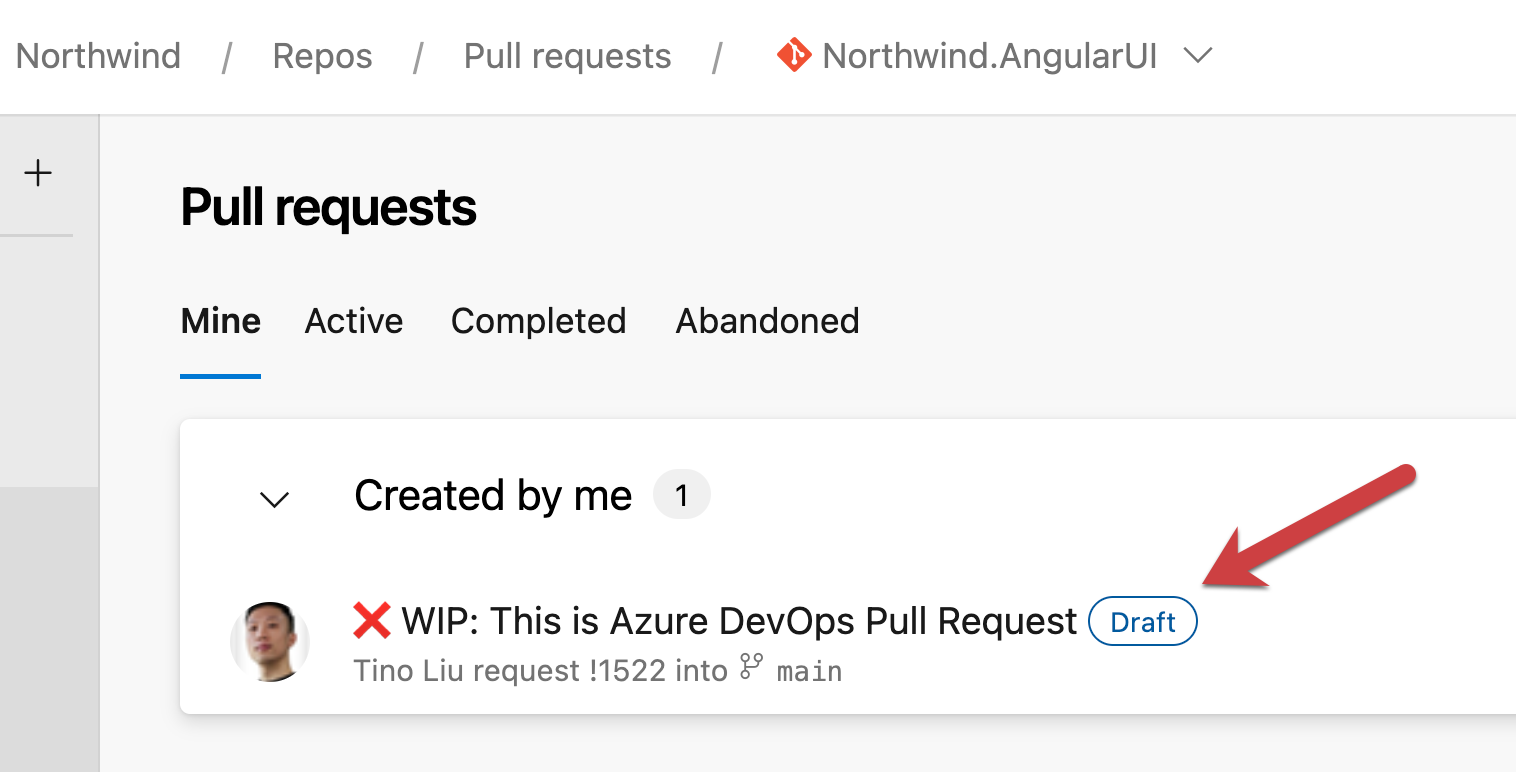 Northwind / Repos / Pull requests / Northwind.AngularUI
Pull requests
Mine Active Completed Abandoned
Created by me 1
❌ WIP: This is Azure DevOps Pull Request Draft
Tino Liu request !1522 into main